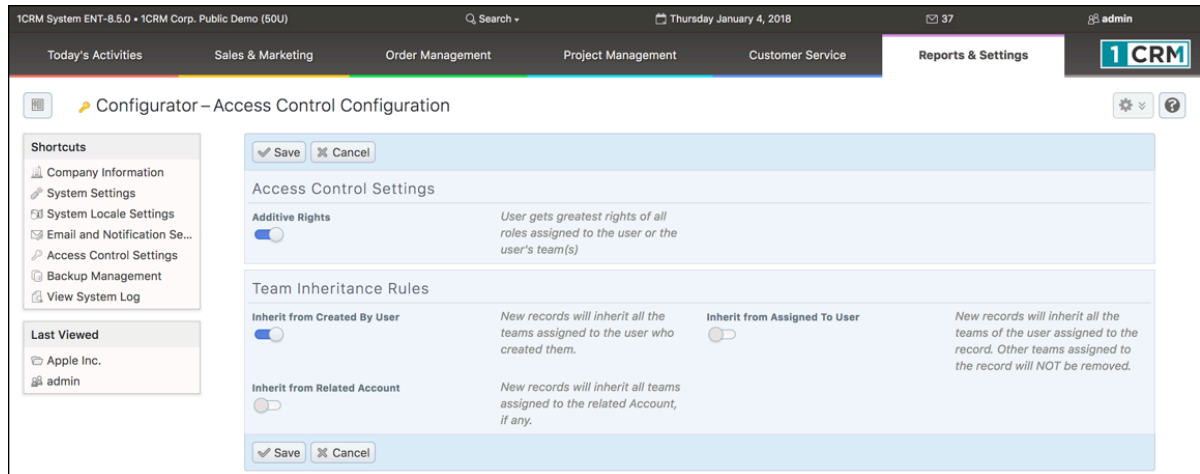 1CRM System ENT-8.5.0 • 1CRM Corp. Public Demo (50U)
Search
Thursday January 4, 2018
37
admin
Today's Activities
Sales & Marketing
Order Management
Project Management
Customer Service
Reports & Settings
1 CRM
Configurator – Access Control Configuration
Shortcuts
Company Information
System Settings
System Locale Settings
Email and Notification Se...
Access Control Settings
Backup Management
View System Log
Last Viewed
Apple Inc.
admin
Save
Cancel
Access Control Settings
Additive Rights
User gets greatest rights of all
roles assigned to the user or the
user's team(s)
Team Inheritance Rules
Inherit from Created By User
New records will inherit all the
teams assigned to the user who
created them.
Inherit from Assigned To User
New records will inherit all the
teams of the user assigned to the
record. Other teams assigned to
the record will NOT be removed.
Inherit from Related Account
New records will inherit all teams
assigned to the related Account,
if any.
Save
Cancel